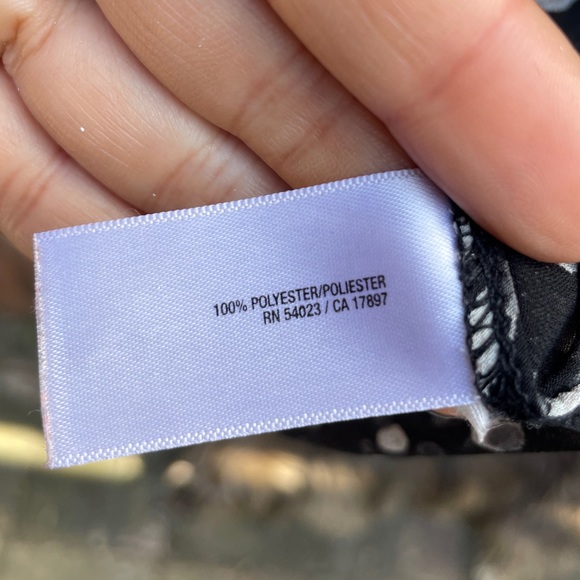 100% POLYESTER/POLIESTER
RN 54023 / CA 17897